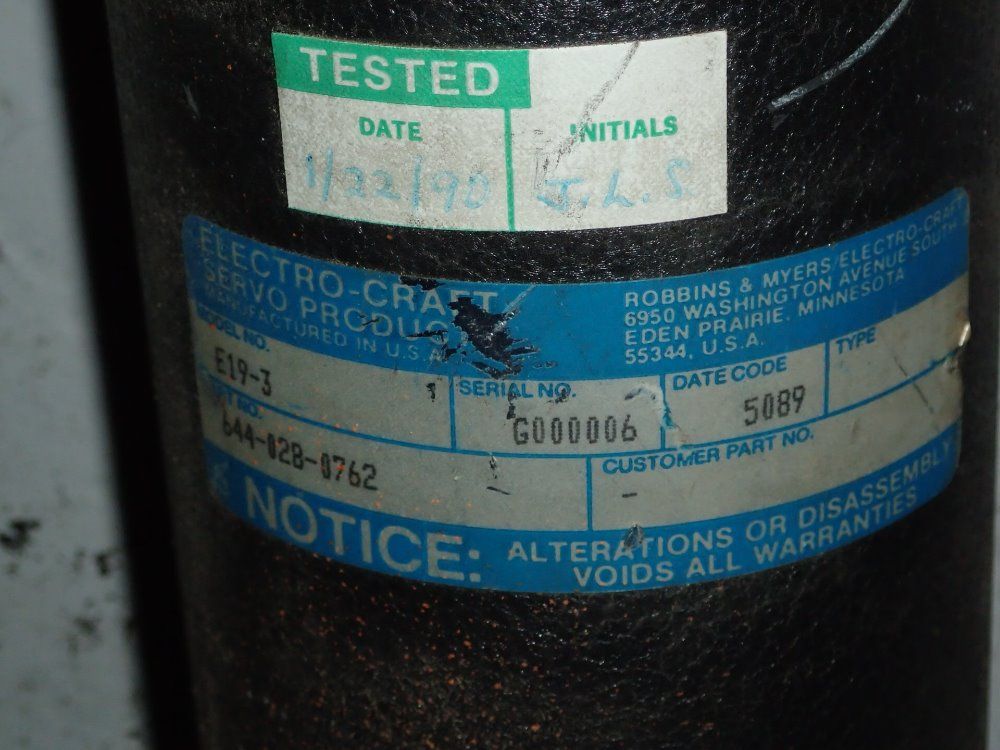 TESTED
DATE INITIALS
1/22/90 J.L.S.
ELECTRO-CRAFT
SERVO PRODUC
MANUFACTURED IN U.S.A.
ROBBINS & MYERS/ELECTRO-CRAFT
6950 WASHINGTON AVENUE SOUTH
EDEN PRAIRIE, MINNESOTA
55344, U.S.A.
MODEL NO.
E19-3
SERIAL NO.
G000006
DATE CODE
5089
TYPE
NO.
644-028-0762
CUSTOMER PART NO.
-
NOTICE: ALTERATIONS OR DISASSEMBLY
VOIDS ALL WARRANTIES